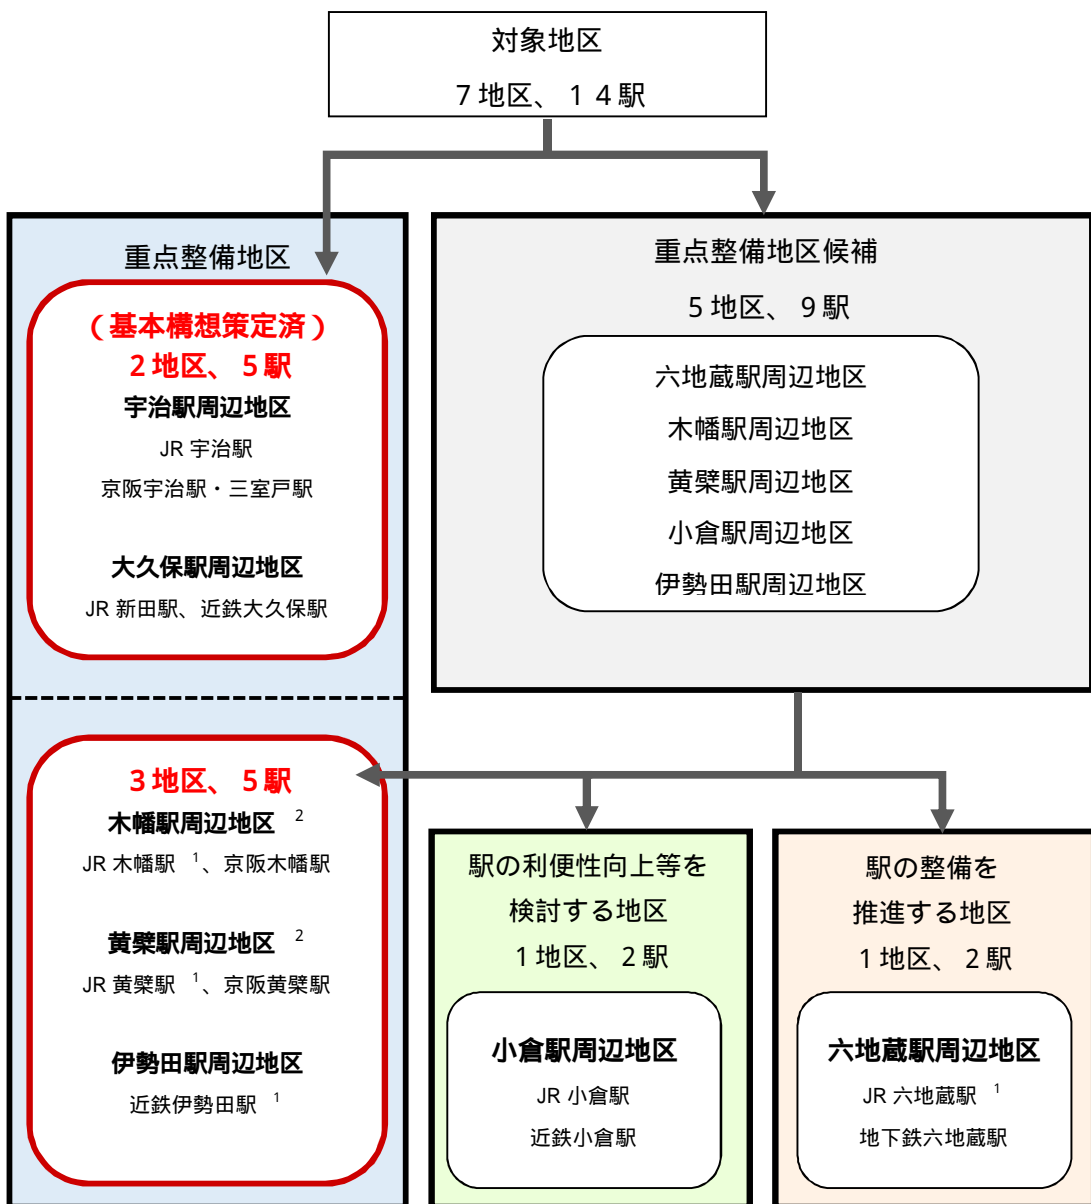 対象地区
7地区、14駅
重点整備地区
(基本構想策定済)
2地区、5駅
宇治駅周辺地区
JR 宇治駅
京阪宇治駅・三室戸駅
大久保駅周辺地区
JR 新田駅、近鉄大久保駅
重点整備地区候補
5地区、9駅
六地蔵駅周辺地区
木幡駅周辺地区
黄檗駅周辺地区
小倉駅周辺地区
伊勢田駅周辺地区
3地区、5駅
木幡駅周辺地区 2
JR 木幡駅 1、京阪木幡駅
黄檗駅周辺地区 2
JR 黄檗駅 1、京阪黄檗駅
伊勢田駅周辺地区
近鉄伊勢田駅 1
駅の利便性向上等を
検討する地区
1地区、2駅
小倉駅周辺地区
JR 小倉駅
近鉄小倉駅
駅の整備を
推進する地区
1地区、2駅
六地蔵駅周辺地区
JR 六地蔵駅 1
地下鉄六地蔵駅